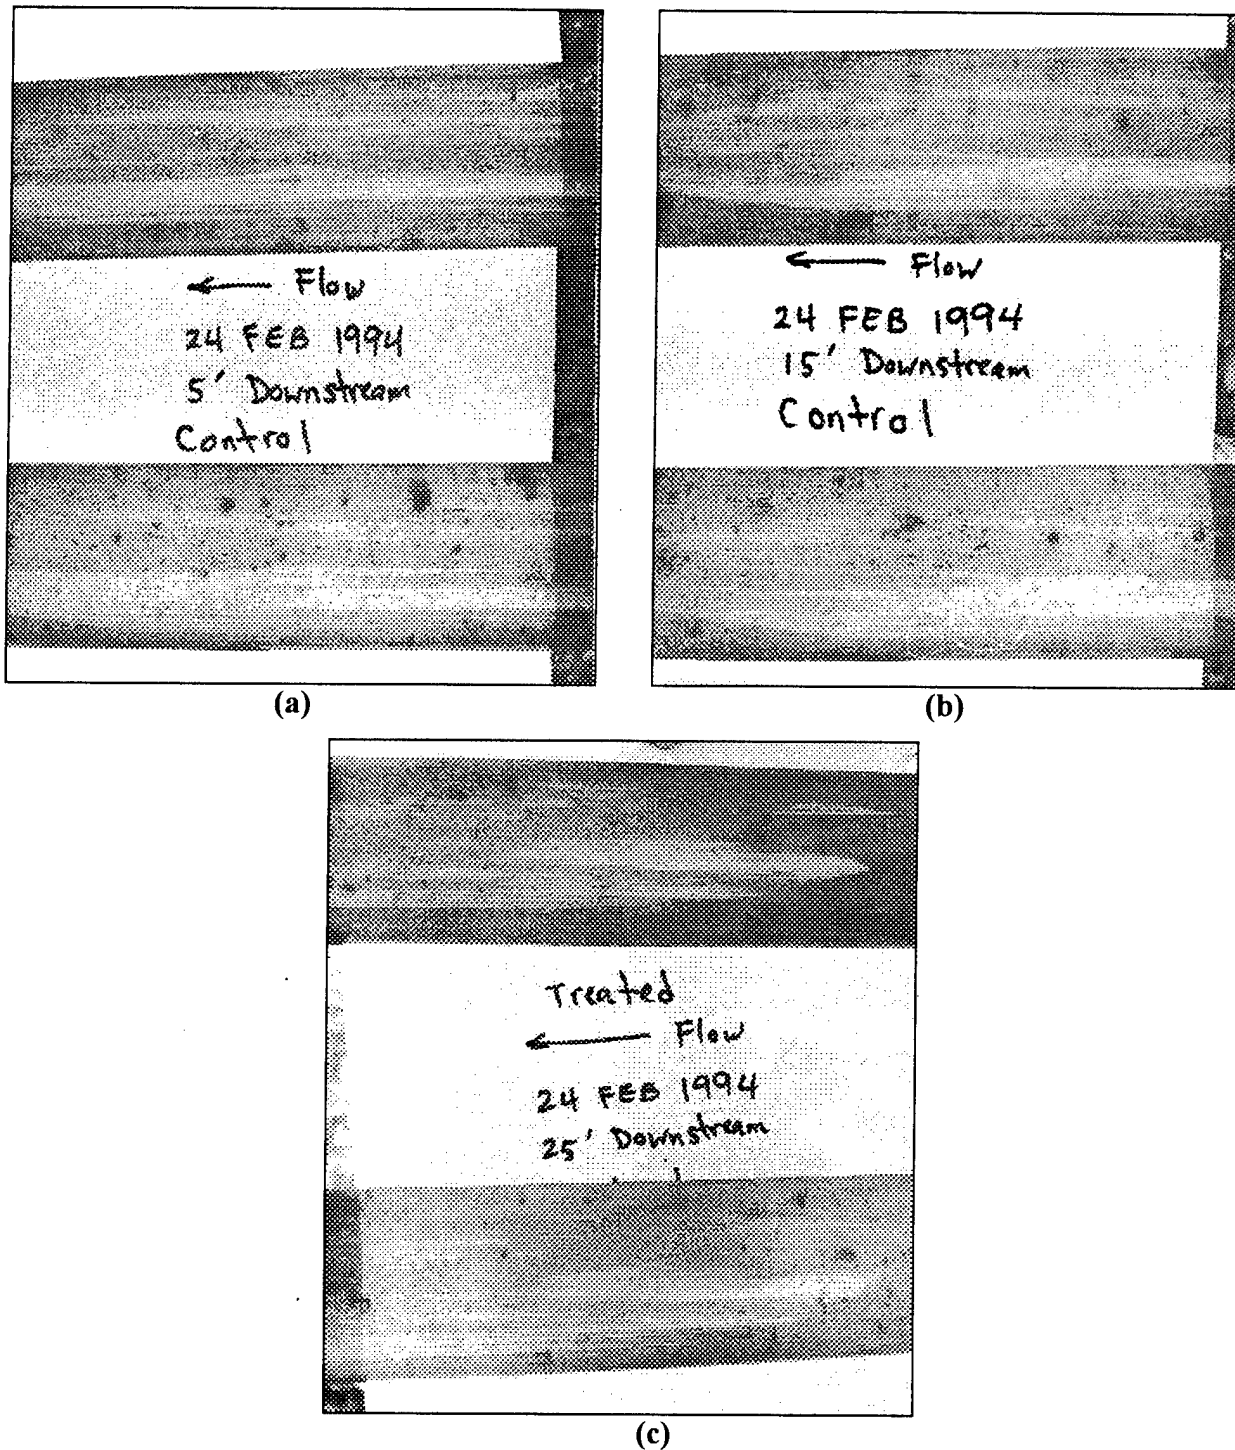 ← Flow
24 FEB 1994
5' Downstream
Control
(a)
← Flow
24 FEB 1994
15' Downstream
Control
(b)
Treated
← Flow
24 FEB 1994
25' Downstream
(c)